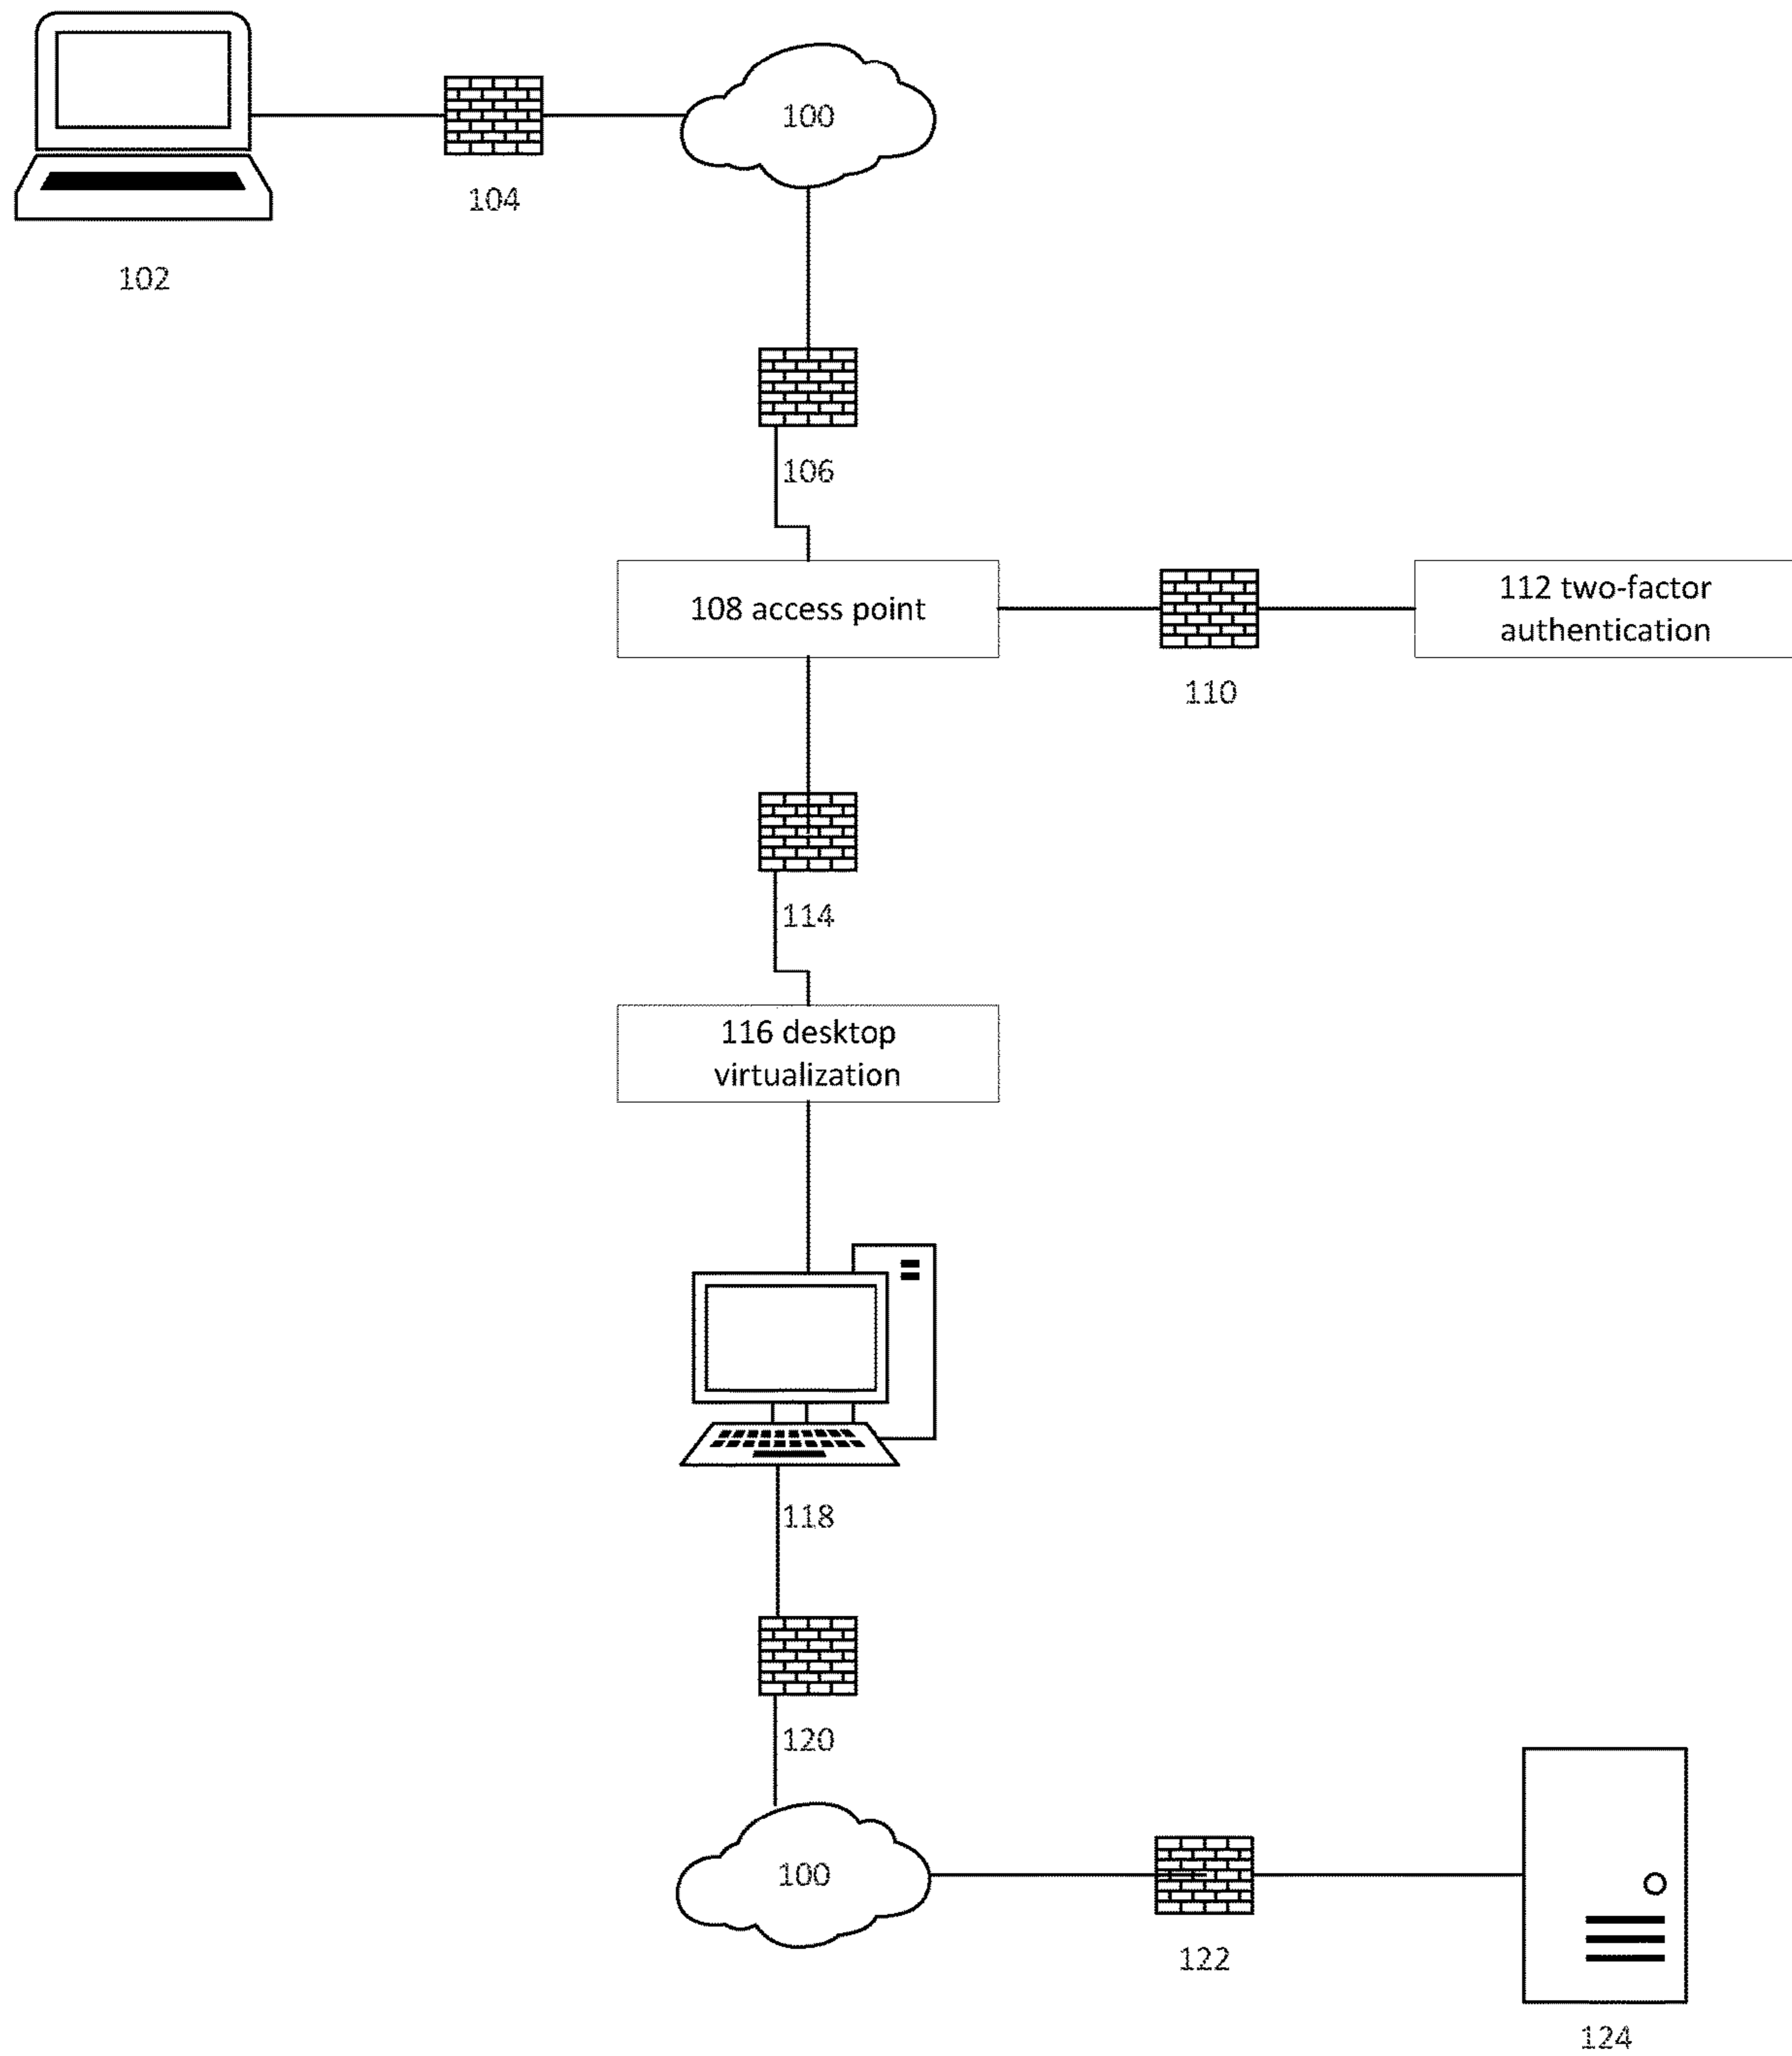 100
104
102
106
108 access point
112 two-factor
authentication
110
114
116 desktop
virtualization
118
120
100
122
124